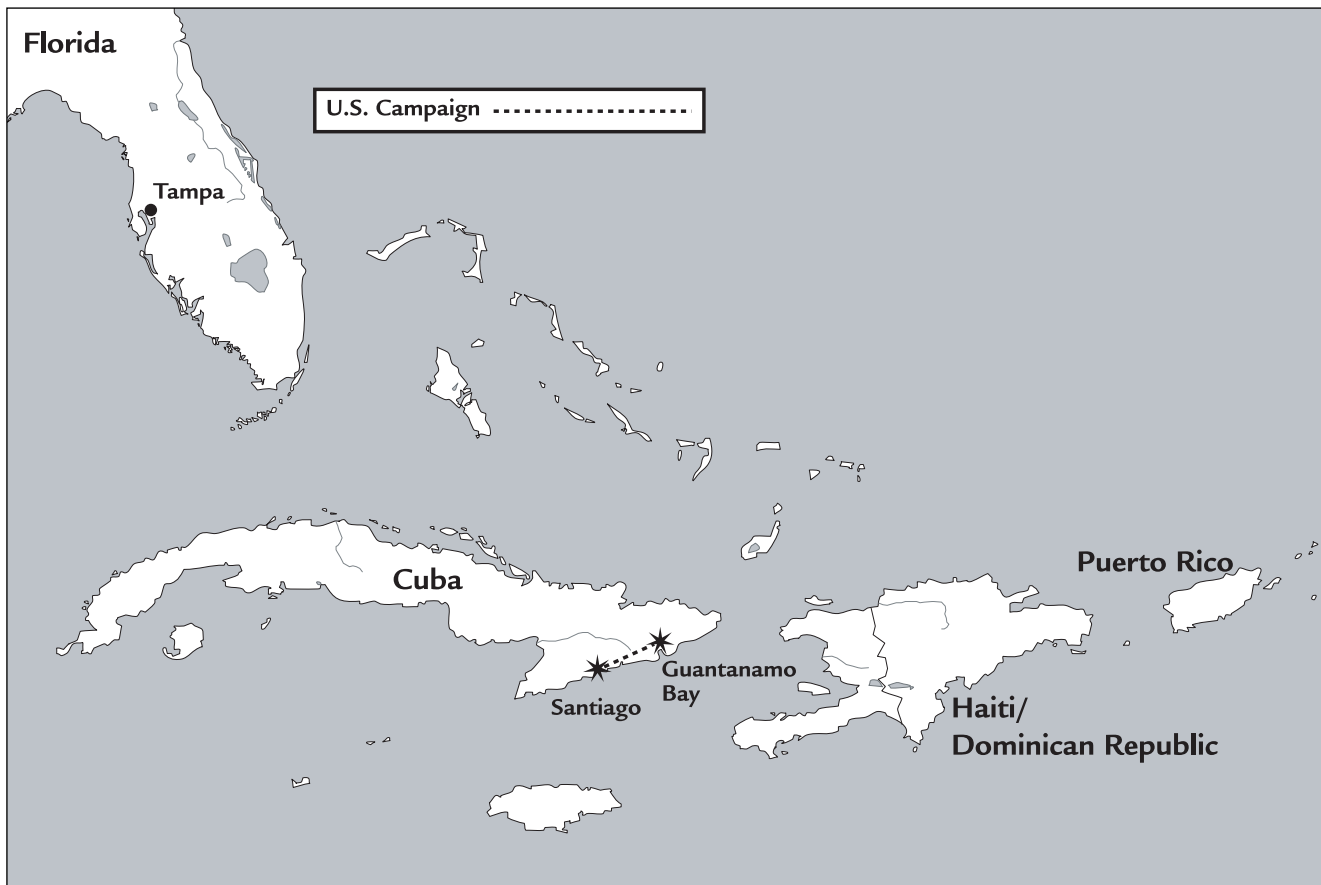 Florida
U.S. Campaign
Tampa
Puerto Rico
Cuba
Guantanamo
Bay
Santiago
Haiti/
Dominican Republic